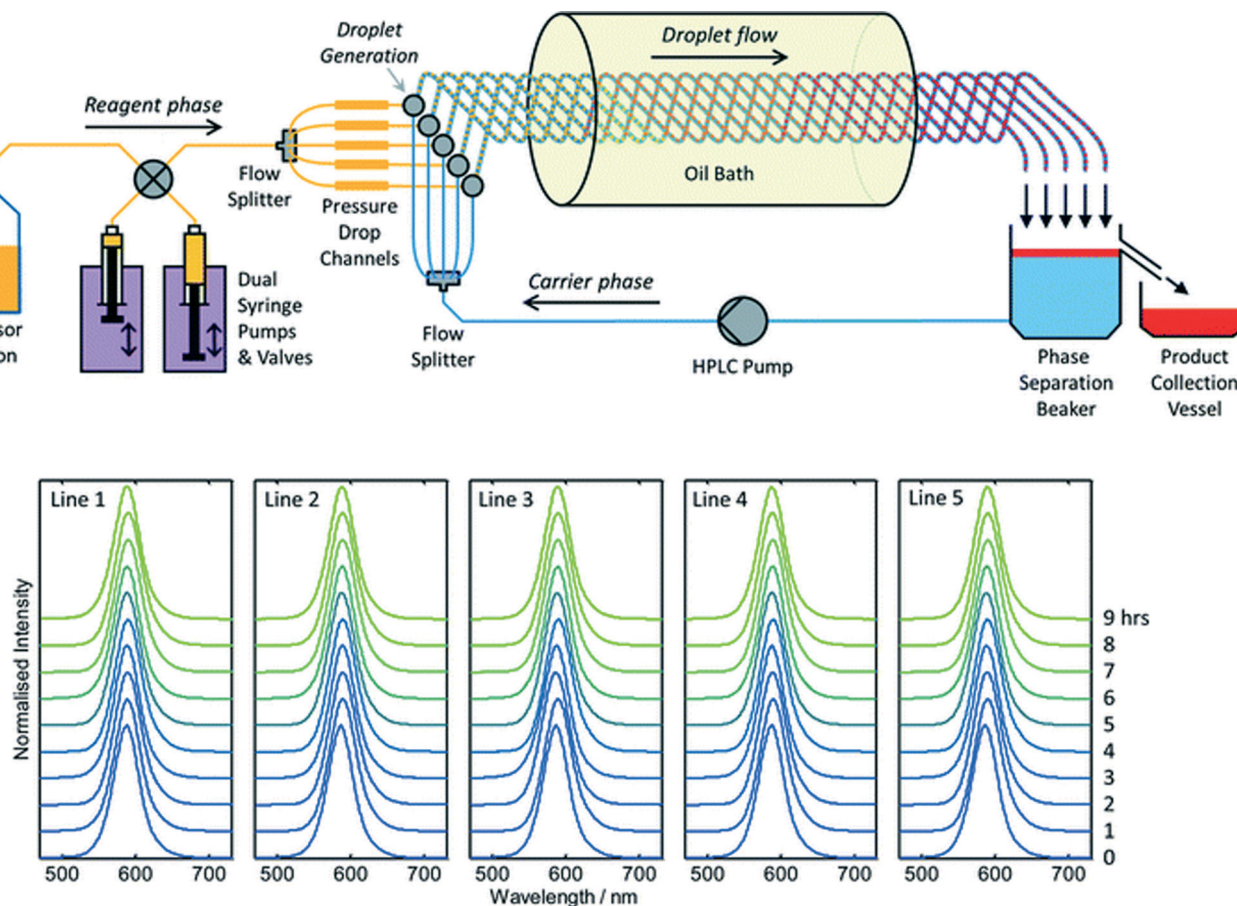 Droplet
Generation
Droplet flow
Reagent phase
Flow
Splitter
Pressure
Drop
Channels
Oil Bath
Dual
Syringe
Pumps
& Valves
Carrier phase
Flow
Splitter
HPLC Pump
Phase
Separation
Beaker
Product
Collection
Vessel
Line 1
Line 2
Line 3
Line 4
Line 5
Normalised Intensity
9 hrs
8
7
6
5
4
3
2
1
0
500 600 700
500 600 700
500 600 700
500 600 700
500 600 700
Wavelength / nm